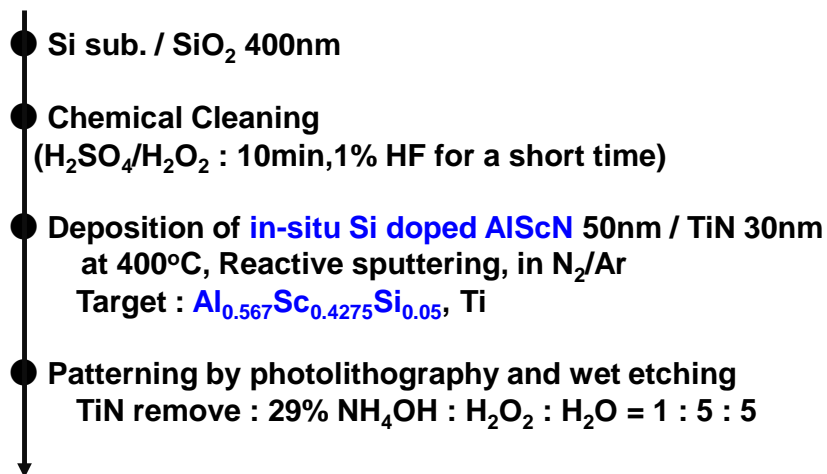 ● Si sub. / SiO₂ 400nm
● Chemical Cleaning
(H₂SO₄/H₂O₂ : 10min,1% HF for a short time)
● Deposition of in-situ Si doped AlScN 50nm / TiN 30nm
at 400°C, Reactive sputtering, in N₂/Ar
Target : Al₀.₅₆₇Sc₀.₄₂₇₅Si₀.₀₅, Ti
● Patterning by photolithography and wet etching
TiN remove : 29% NH₄OH : H₂O₂ : H₂O = 1 : 5 : 5